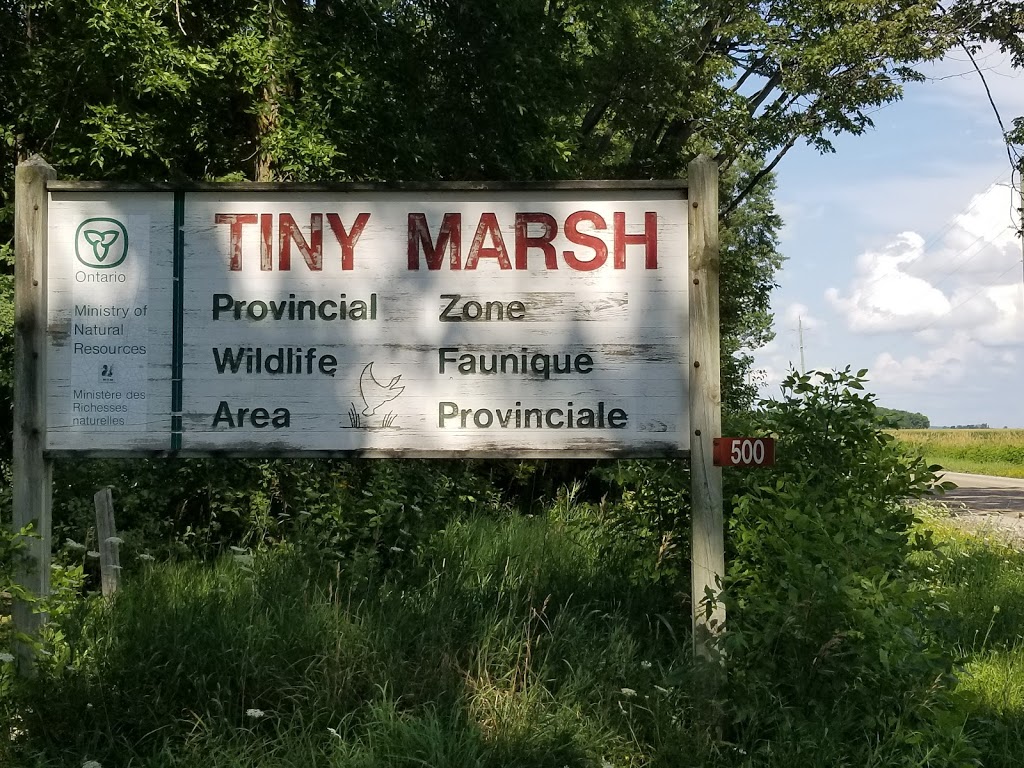 Ontario
Ministry of
Natural
Resources
Ministère des
Richesses
naturelles
TINY MARSH
Provincial Zone
Wildlife Faunique
Area Provinciale
500